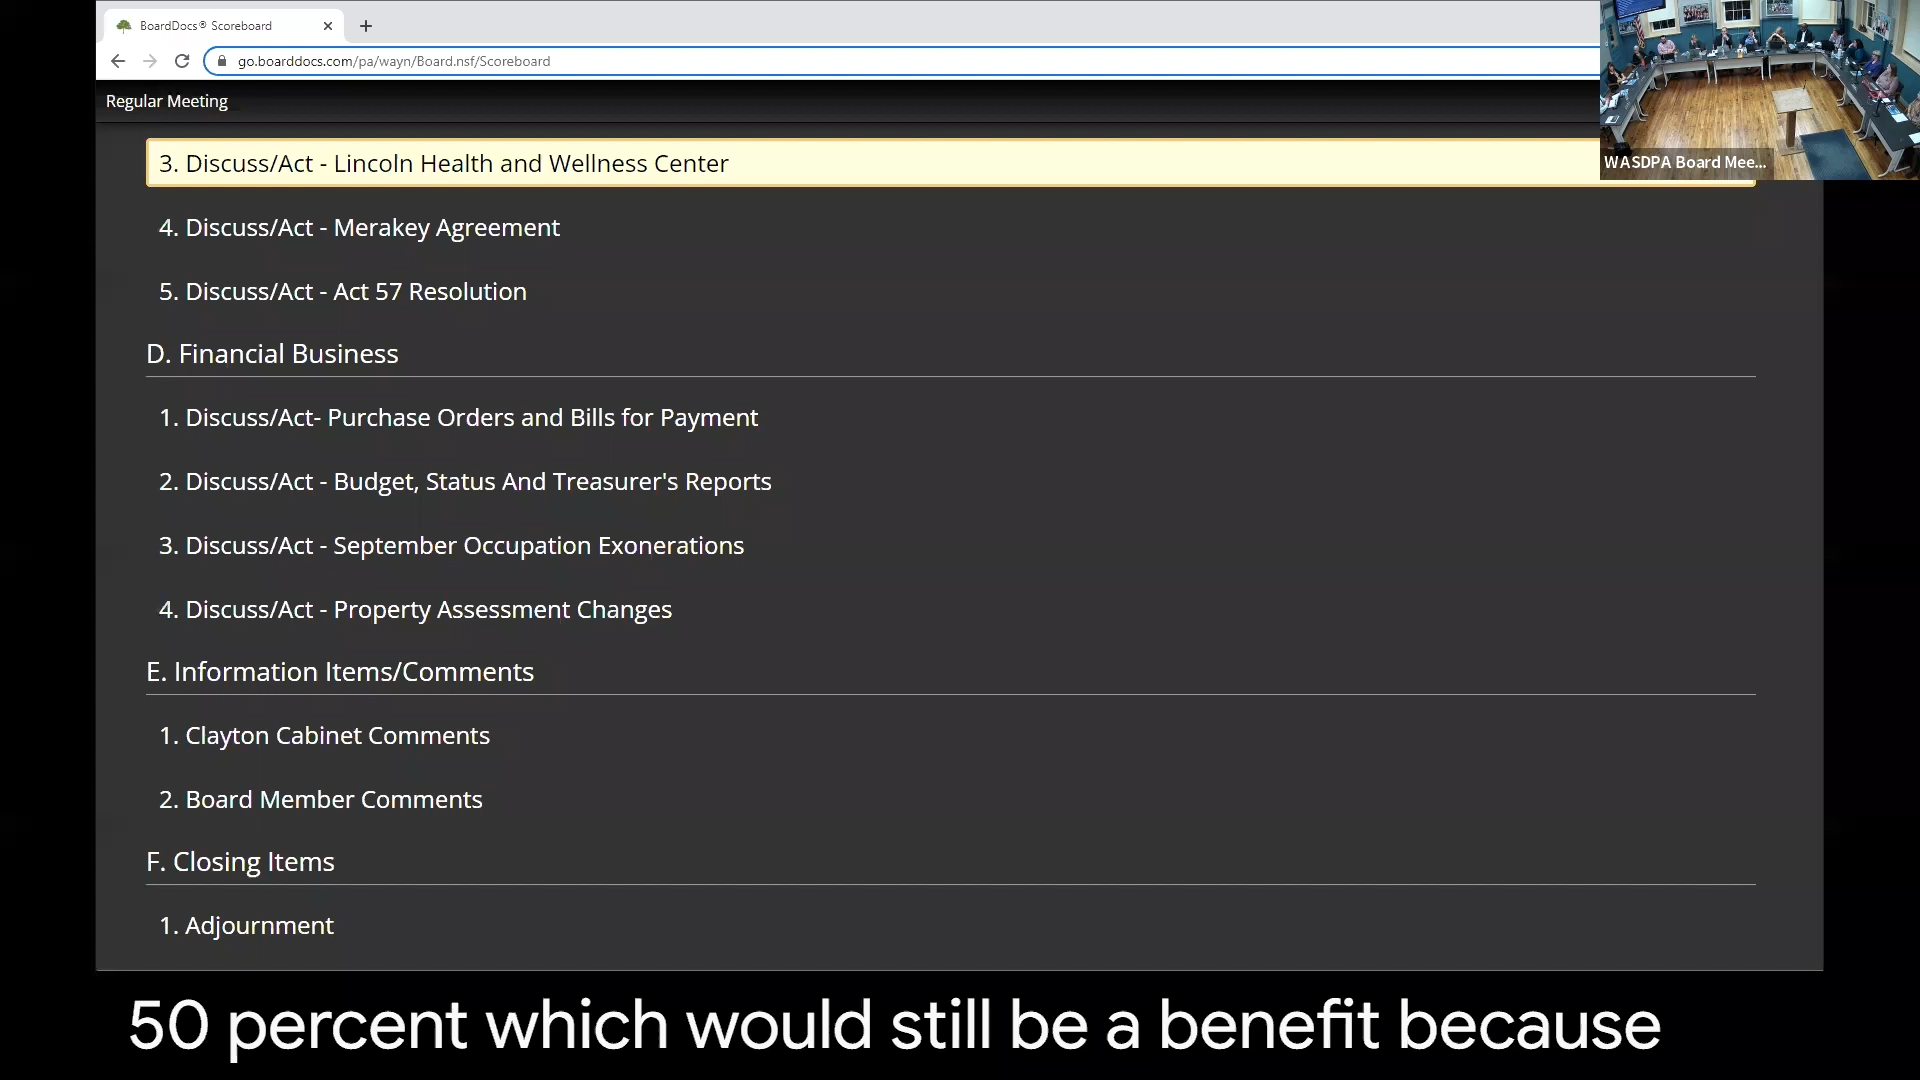 BoardDocs® Scoreboard
go.boarddocs.com/pa/wayn/Board.nsf/Scoreboard
Regular Meeting
WASDPA Board Mee...
3. Discuss/Act - Lincoln Health and Wellness Center
4. Discuss/Act - Merakey Agreement
5. Discuss/Act - Act 57 Resolution
D. Financial Business
1. Discuss/Act- Purchase Orders and Bills for Payment
2. Discuss/Act - Budget, Status And Treasurer's Reports
3. Discuss/Act - September Occupation Exonerations
4. Discuss/Act - Property Assessment Changes
E. Information Items/Comments
1. Clayton Cabinet Comments
2. Board Member Comments
F. Closing Items
1. Adjournment
50 percent which would still be a benefit because